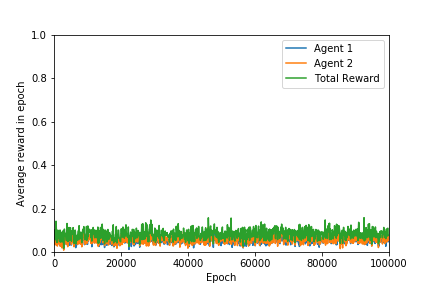 1.0
0.8
0.6
0.4
0.2
0.0
Average reward in epoch
Agent 1
Agent 2
Total Reward
0 20000 40000 60000 80000 100000
Epoch